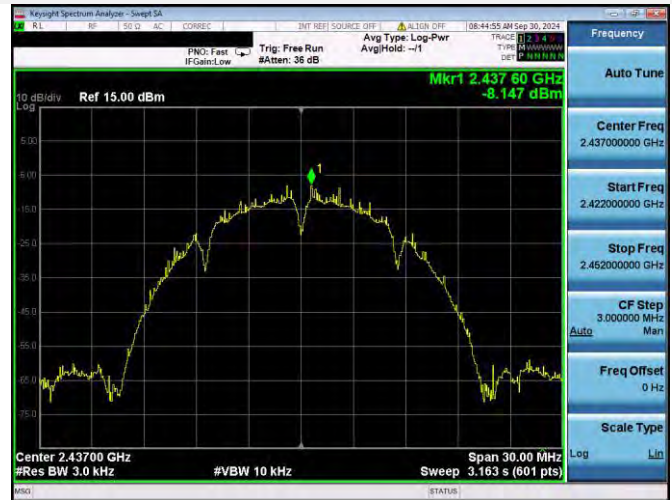 Keysight Spectrum Analyzer - Swept SA
RL RF 50 Ω AC CORREC INT REF SOURCE OFF ALIGN OFF 08:44:55 AM Sep 30, 2024
PNO: Fast
IFGain:Low
Trig: Free Run
#Atten: 36 dB
Avg Type: Log-Pwr
Avg|Hold: --/1
TRACE 1 2 3 4
TYPE M WWWWW
DET P N N N N N
Mkr1 2.437 60 GHz
-8.147 dBm
10 dB/div Ref 15.00 dBm
Log
5.00
-5.00
-15.0
-25.0
-35.0
-45.0
-55.0
-65.0
-75.0
1
Center 2.43700 GHz Span 30.00 MHz
#Res BW 3.0 kHz #VBW 10 kHz Sweep 3.163 s (601 pts)
MSG STATUS
Frequency
Auto Tune
Center Freq
2.437000000 GHz
Start Freq
2.422000000 GHz
Stop Freq
2.452000000 GHz
CF Step
3.000000 MHz
Auto Man
Freq Offset
0 Hz
Scale Type
Log Lin